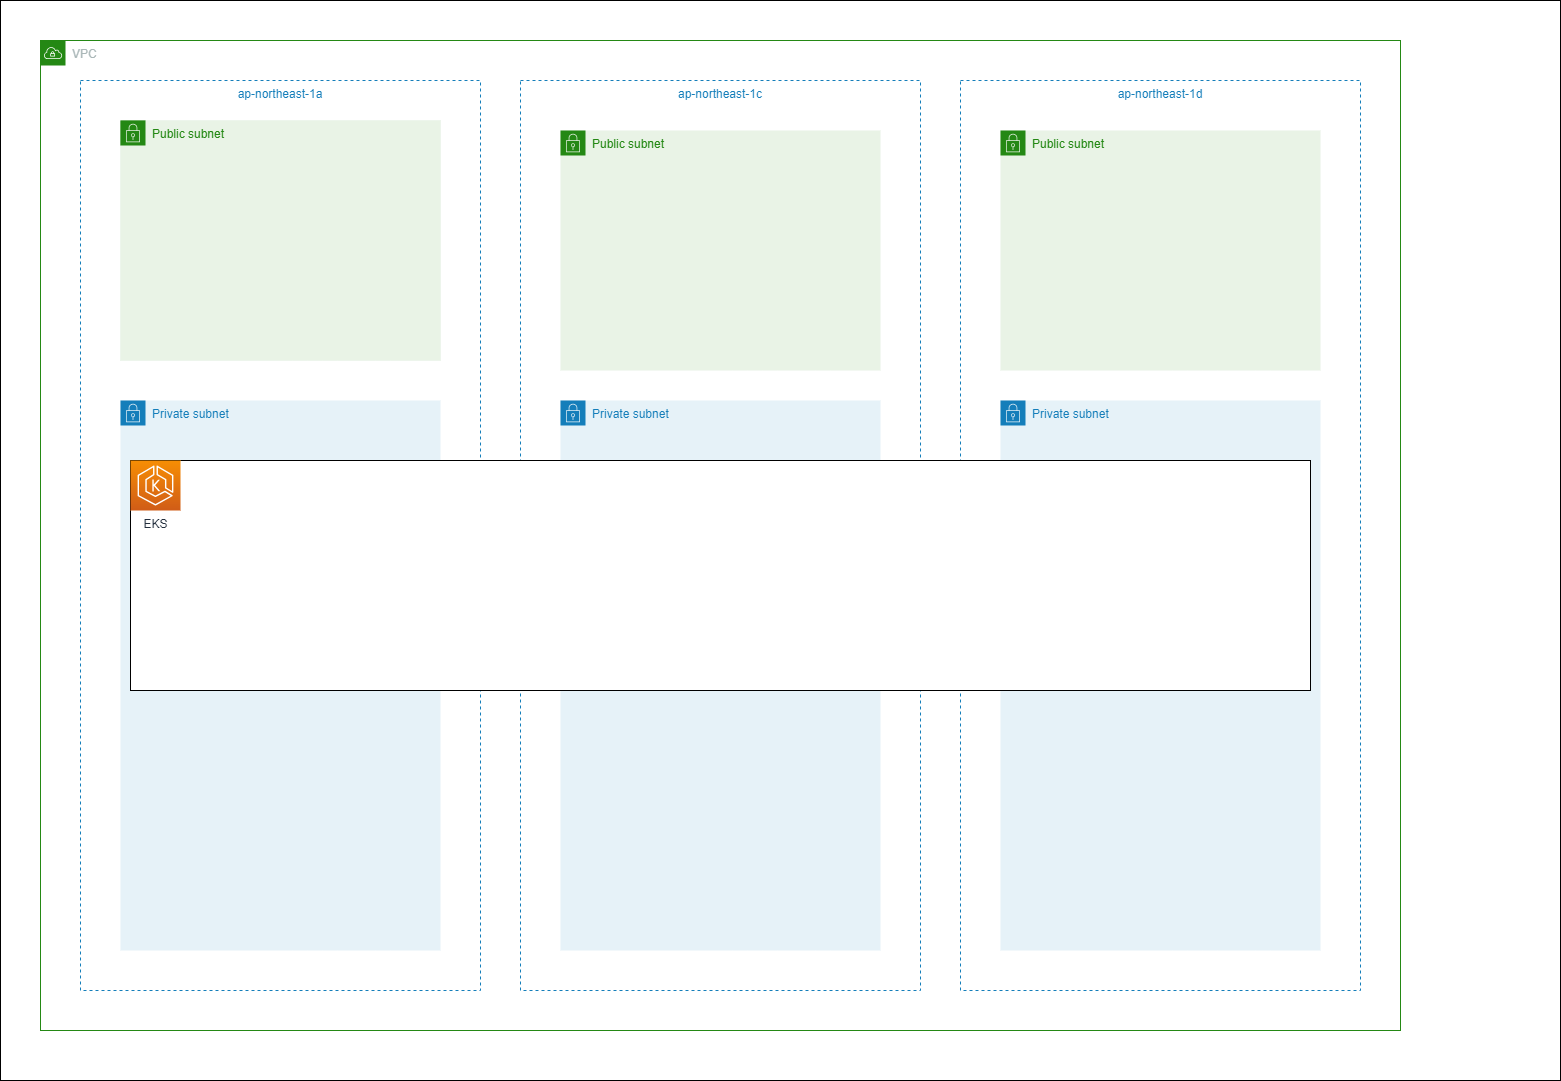 VPC
ap-northeast-1a
ap-northeast-1c
ap-northeast-1d
Public subnet
Public subnet
Public subnet
Private subnet
Private subnet
Private subnet
K
EKS